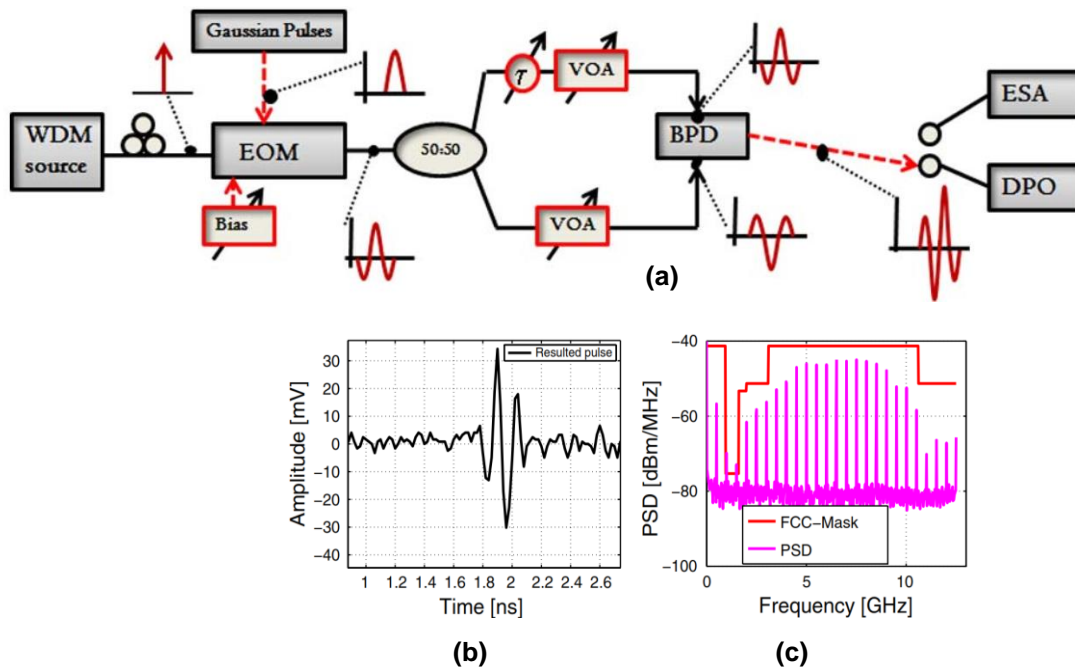 Gaussian Pulses
WDM
source
EOM
Bias
50:50
τ
VOA
VOA
BPD
ESA
DPO
(a)
Resulted pulse
30
20
10
0
−10
−20
−30
−40
Amplitude [mV]
1 1.2 1.4 1.6 1.8 2 2.2 2.4 2.6
Time [ns]
(b)
−40
−60
−80
−100
PSD [dBm/MHz]
FCC−Mask
PSD
0 5 10
Frequency [GHz]
(c)